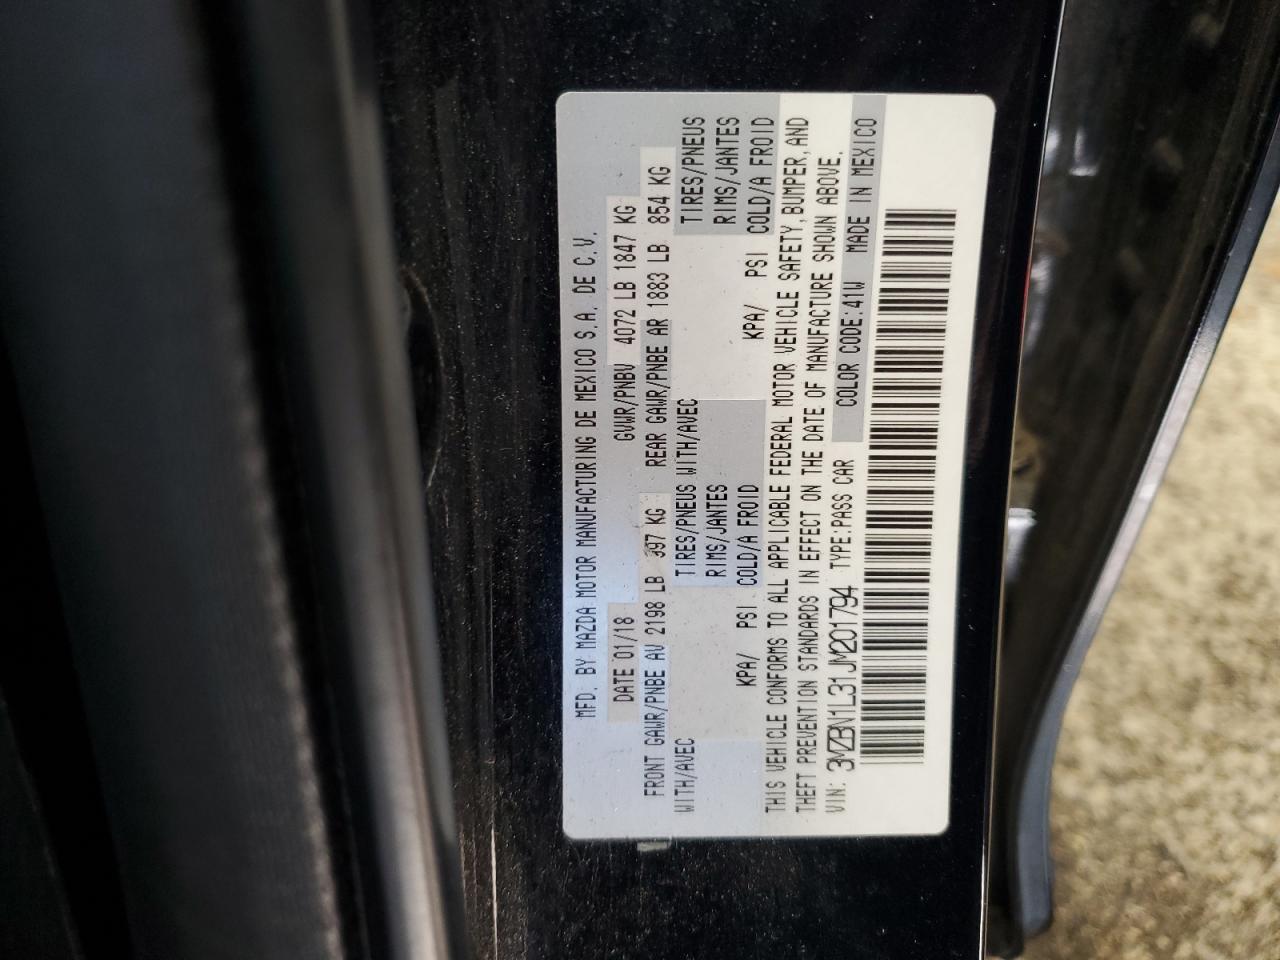 MFD. BY MAZDA MOTOR MANUFACTURING DE MEXICO S.A. DE C.V.
DATE 01/18 GVWR/PNBV 4072 LB 1847 KG
FRONT GAWR/PNBE AV 2198 LB 997 KG REAR GAWR/PNBE AR 1883 LB 854 KG
WITH/AVEC TIRES/PNEUS WITH/AVEC TIRES/PNEUS
RIMS/JANTES RIMS/JANTES
KPA/ PSI COLD/A FROID KPA/ PSI COLD/A FROID
THIS VEHICLE CONFORMS TO ALL APPLICABLE FEDERAL MOTOR VEHICLE SAFETY, BUMPER, AND
THEFT PREVENTION STANDARDS IN EFFECT ON THE DATE OF MANUFACTURE SHOWN ABOVE.
VIN: 3MZBN1L31JM201794 TYPE:PASS CAR COLOR CODE:41W MADE IN MEXICO